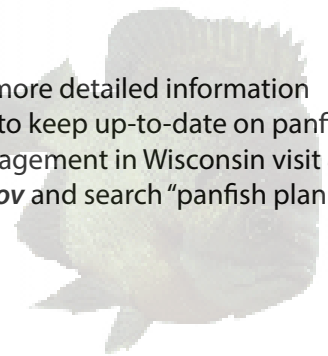 more detailed information
to keep up-to-date on panf
agement in Wisconsin visit
ov and search "panfish plan